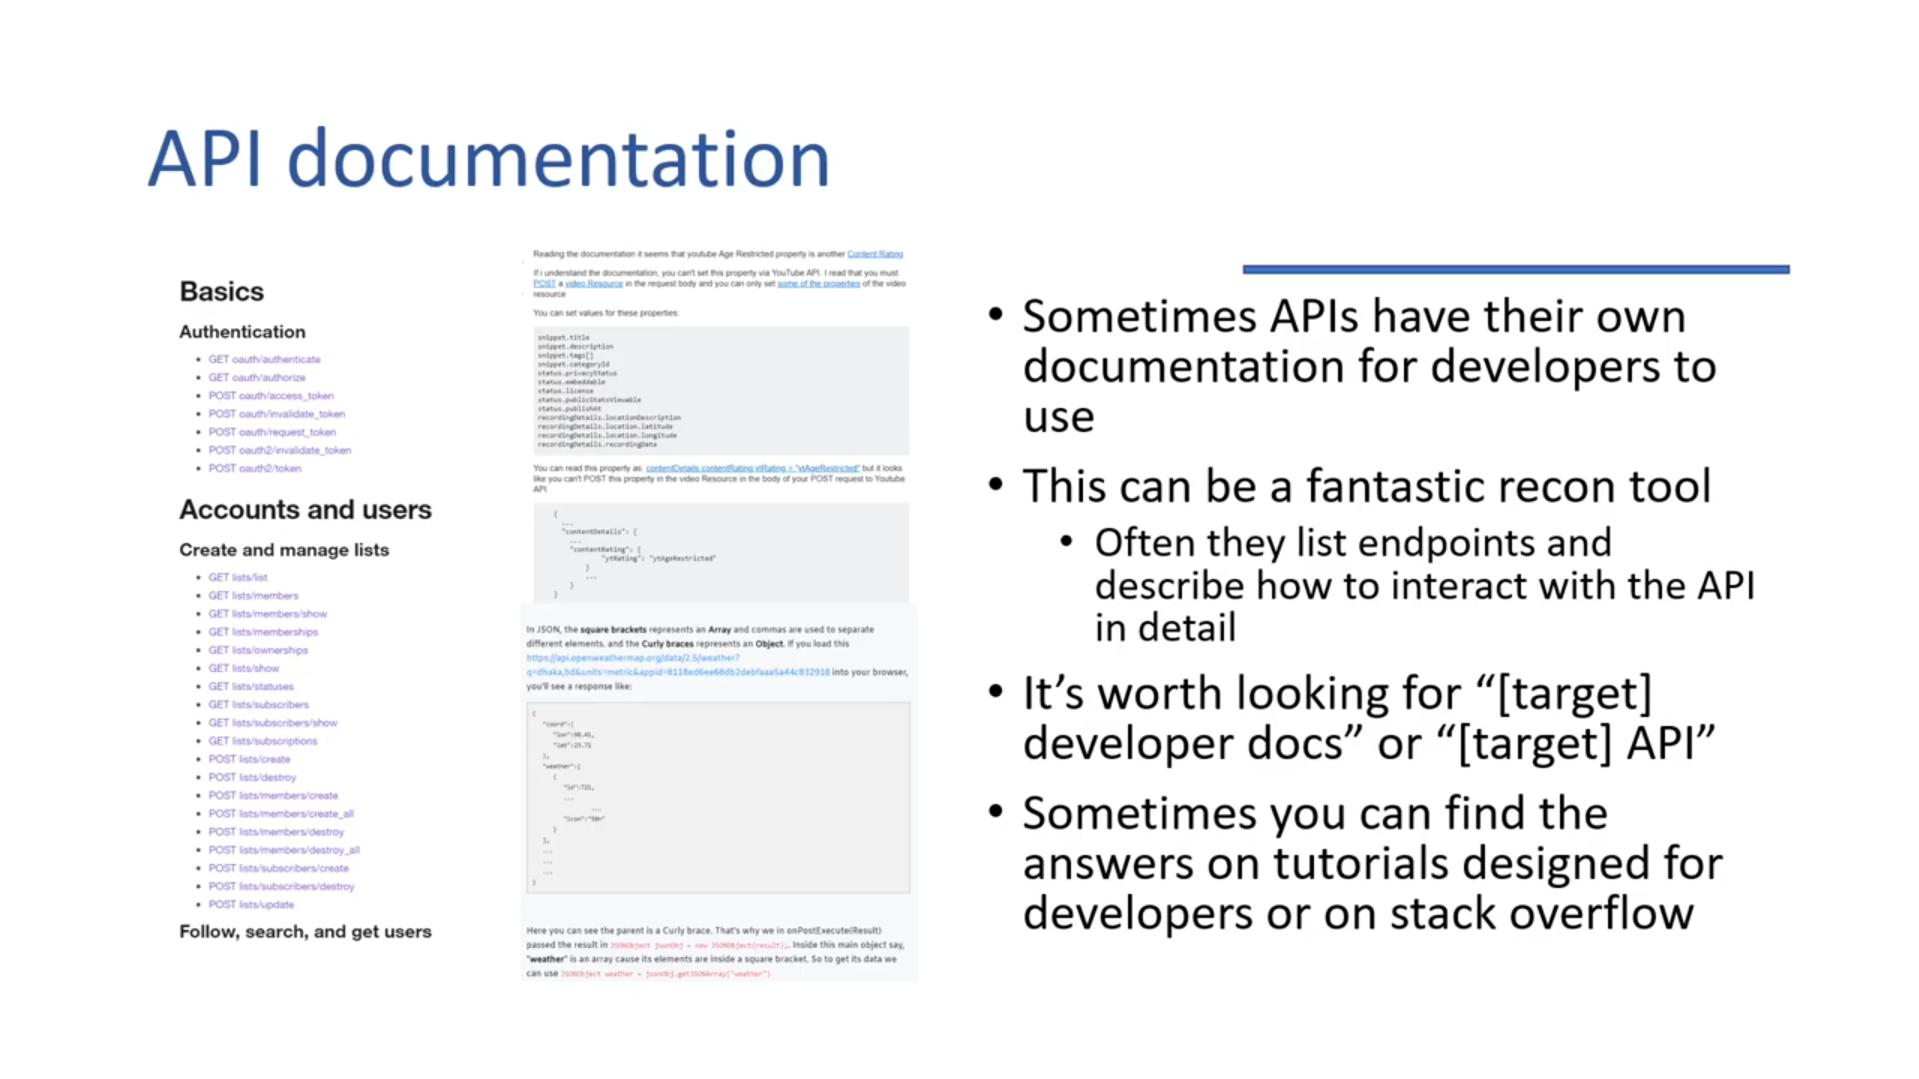 API documentation
Basics
Authentication
• GET oauth/authenticate
• GET oauth/authorize
• POST oauth/access_token
• POST oauth/invalidate_token
• POST oauth/request_token
• POST oauth2/invalidate_token
• POST oauth2/token
Accounts and users
Create and manage lists
• GET lists/list
• GET lists/members
• GET lists/members/show
• GET lists/memberships
• GET lists/ownerships
• GET lists/show
• GET lists/statuses
• GET lists/subscribers
• GET lists/subscribers/show
• GET lists/subscriptions
• POST lists/create
• POST lists/destroy
• POST lists/members/create
• POST lists/members/create_all
• POST lists/members/destroy
• POST lists/members/destroy_all
• POST lists/subscribers/create
• POST lists/subscribers/destroy
• POST lists/update
Follow, search, and get users
Reading the documentation it seems that youtube Age Restricted property is another Content Rating
If i understand the documentation, you can't set this property via YouTube API. I read that you must
POST a video Resource in the request body and you can only set some of the properties of the video
resource
You can set values for these properties:
snippet.title
snippet.description
snippet.tags[]
snippet.categoryId
status.privacyStatus
status.embeddable
status.license
status.publicStatsViewable
status.publishAt
recordingDetails.locationDescription
recordingDetails.location.latitude
recordingDetails.location.longitude
recordingDetails.recordingDate
You can read this property as: contentDetails.contentRating.ytRating = "ytAgeRestricted" but it looks
like you can't POST this property in the video Resource in the body of your POST request to Youtube
API
{
...
"contentDetails": {
...
"contentRating": {
"ytRating": "ytAgeRestricted"
}
...
}
}
In JSON, the square brackets represents an Array and commas are used to separate
different elements. and the Curly braces represents an Object. If you load this
https://api.openweathermap.org/data/2.5/weather?
q=dhaka,bd&units=metric&appid= into your browser,
you'll see a response like:
{
"coord":{
"lon":90.41,
"lat":23.71
},
"weather":[
{
"id":721,
...
...
"icon":"50n"
}
],
...
...
...
}
Here you can see the parent is a Curly brace. That's why we in onPostExecute(Result)
passed the result in JSONObject jsonObj = new JSONObject(result);. Inside this main object say,
"weather" is an array cause its elements are inside a square bracket. So to get its data we
can use JSONObject weather = jsonObj.getJSONArray("weather")
• Sometimes APIs have their own
documentation for developers to
use
• This can be a fantastic recon tool
• Often they list endpoints and
describe how to interact with the API
in detail
• It’s worth looking for “[target]
developer docs” or “[target] API”
• Sometimes you can find the
answers on tutorials designed for
developers or on stack overflow